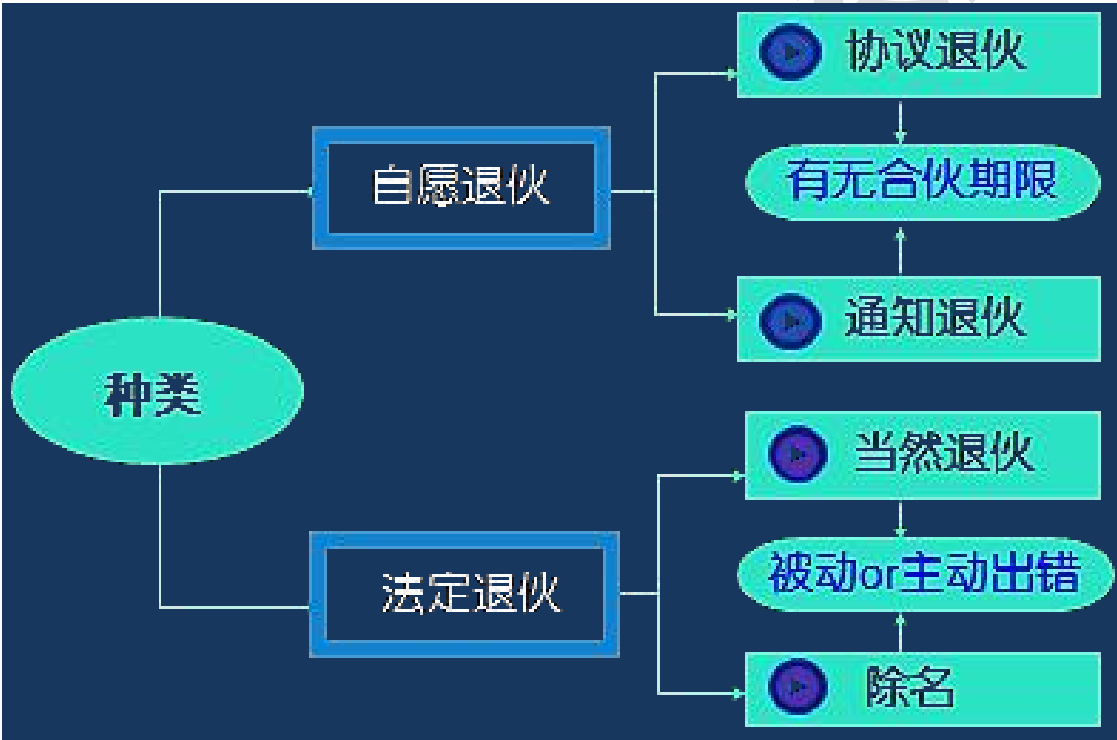 协议退伙
有无合伙期限
自愿退伙
通知退伙
种类
当然退伙
被动or主动出错
法定退伙
除名